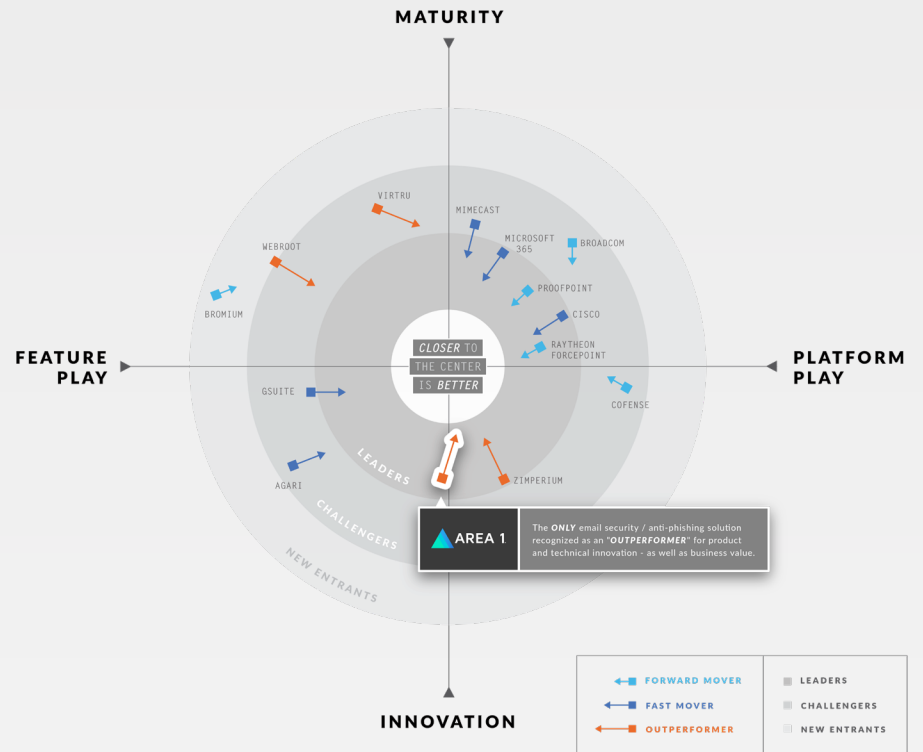 MATURITY
VIRTRU
MIMECAST
MICROSOFT
365
BROADCOM
WEBROOT
PROOFPOINT
BROMIUM
CISCO
CLOSER TO
THE CENTER
IS BETTER
RAYTHEON
FORCEPOINT
FEATURE
PLAY
PLATFORM
PLAY
GSUITE
COFENSE
AGARI
LEADERS
ZIMPERIUM
CHALLENGERS
NEW ENTRANTS
AREA 1
The ONLY email security / anti-phishing solution
recognized as an "OUTPERFORMER" for product
and technical innovation - as well as business value.
INNOVATION
FORWARD MOVER
FAST MOVER
OUTPERFORMER
LEADERS
CHALLENGERS
NEW ENTRANTS